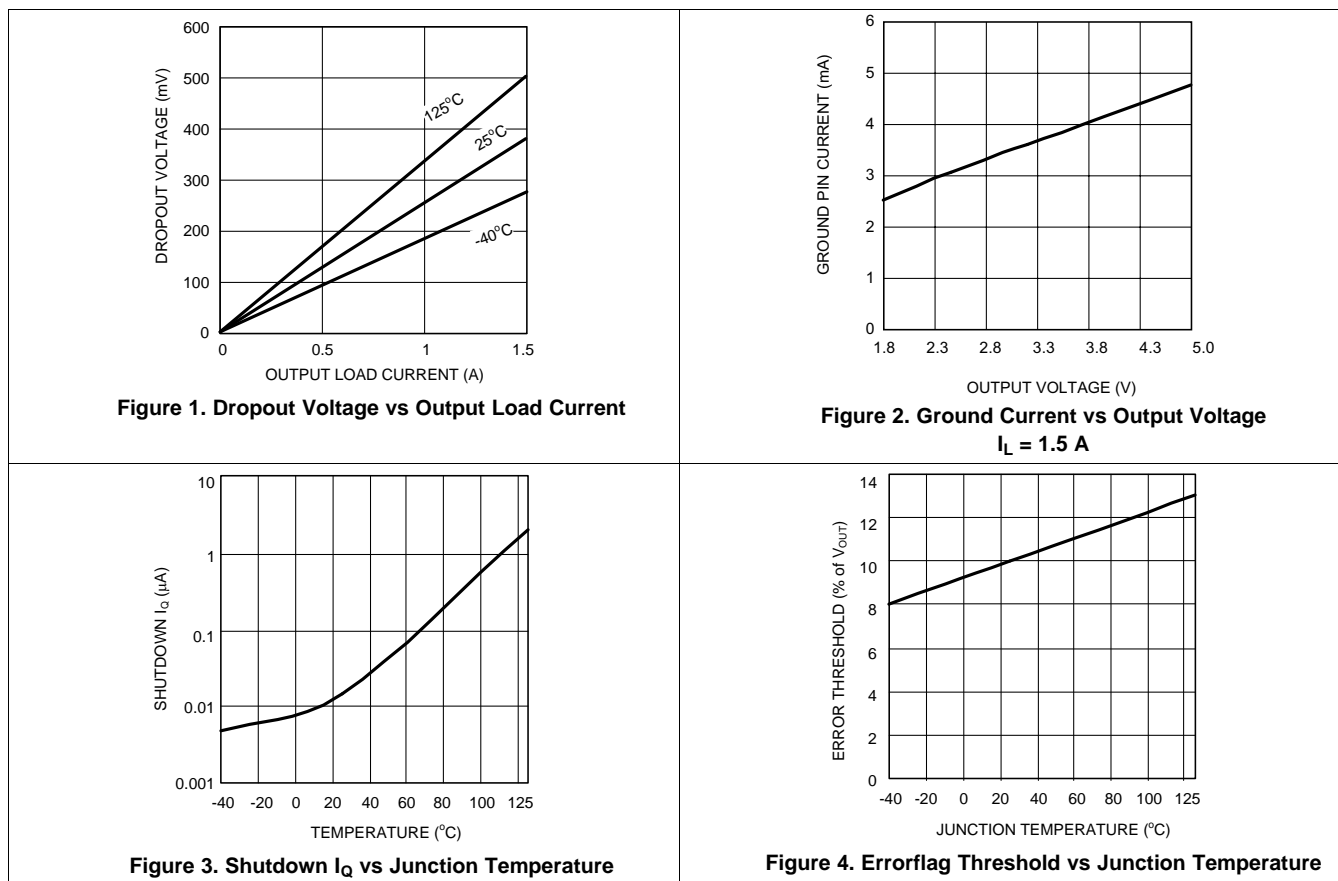 600
500
400
300
200
100
0
DROPOUT VOLTAGE (mV)
125°C
25°C
-40°C
0 0.5 1 1.5
OUTPUT LOAD CURRENT (A)
Figure 1. Dropout Voltage vs Output Load Current
6
5
4
3
2
1
0
GROUND PIN CURRENT (mA)
1.8 2.3 2.8 3.3 3.8 4.3 5.0
OUTPUT VOLTAGE (V)
Figure 2. Ground Current vs Output Voltage
I_L = 1.5 A
10
1
0.1
0.01
0.001
SHUTDOWN I_Q (μA)
-40 -20 0 20 40 60 80 100 125
TEMPERATURE (°C)
Figure 3. Shutdown I_Q vs Junction Temperature
14
12
10
8
6
4
2
0
ERROR THRESHOLD (% of V_OUT)
-40 -20 0 20 40 60 80 100 125
JUNCTION TEMPERATURE (°C)
Figure 4. Errorflag Threshold vs Junction Temperature